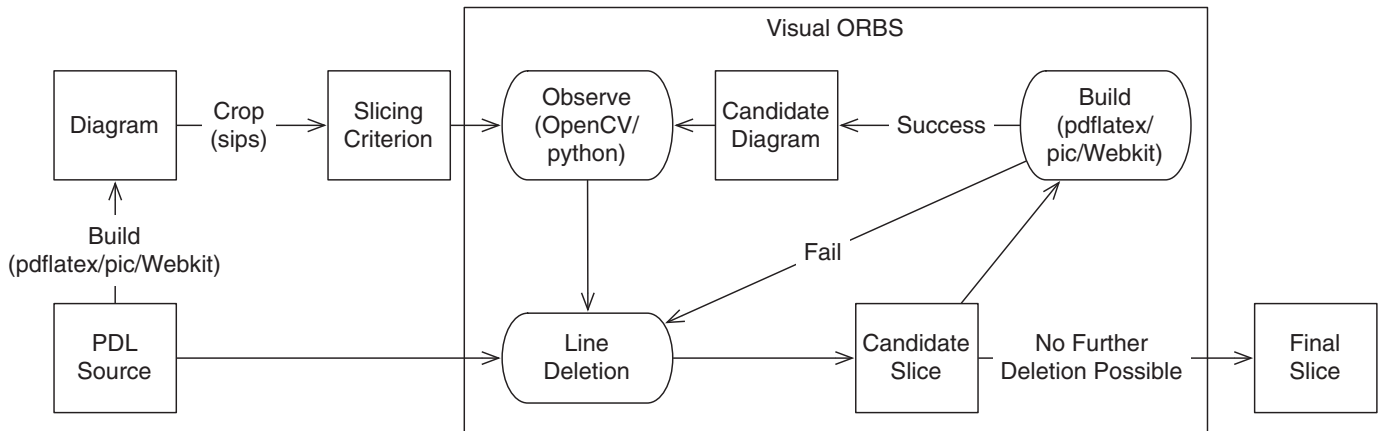 Visual ORBS
Diagram
Crop
(sips)
Slicing
Criterion
Observe
(OpenCV/
python)
Candidate
Diagram
Success
Build
(pdflatex/
pic/Webkit)
Build
(pdflatex/pic/Webkit)
Fail
PDL
Source
Line
Deletion
Candidate
Slice
No Further
Deletion Possible
Final
Slice